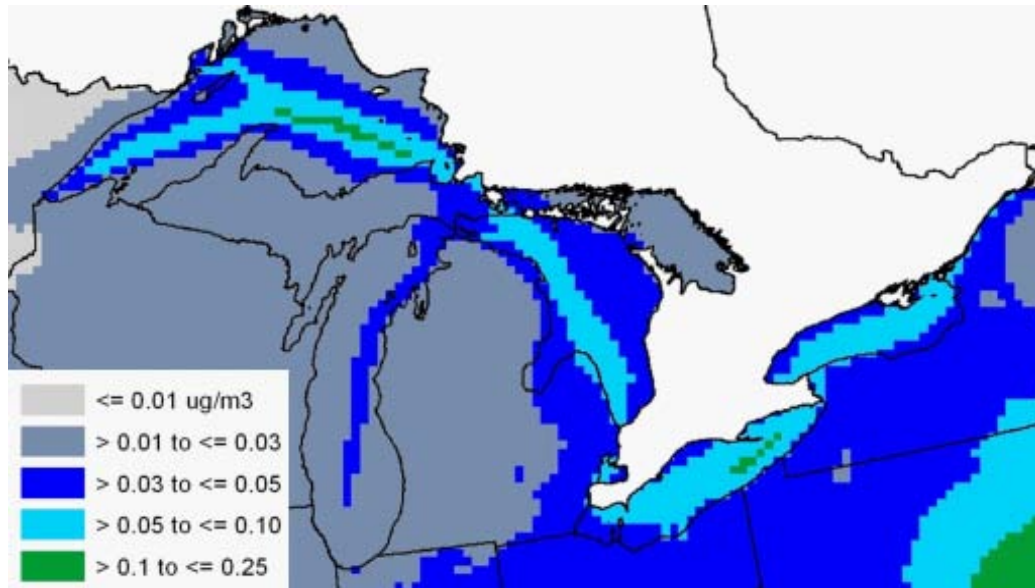 <= 0.01 ug/m3
> 0.01 to <= 0.03
> 0.03 to <= 0.05
> 0.05 to <= 0.10
> 0.1 to <= 0.25